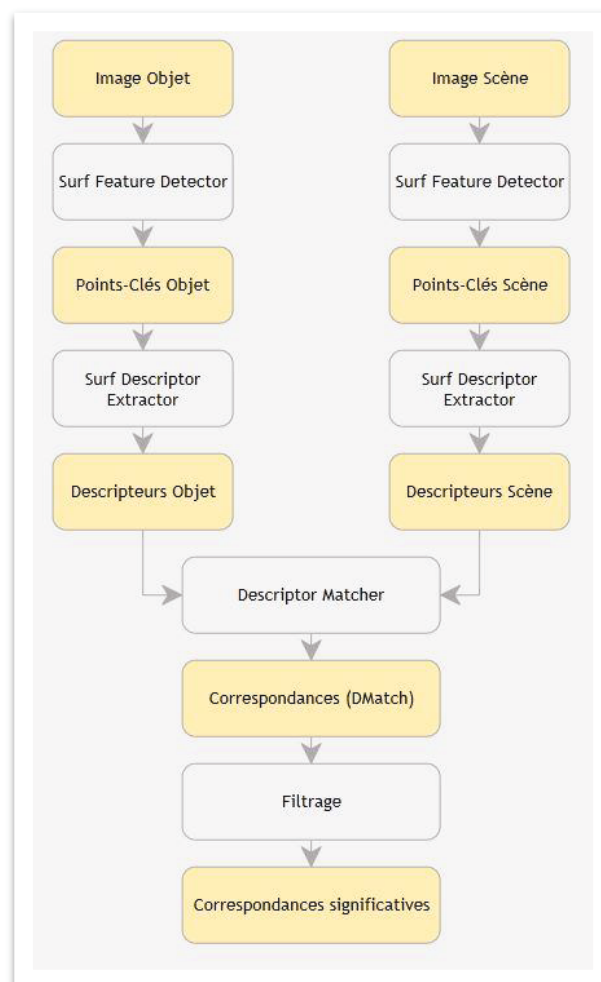 Image Objet
Image Scène
Surf Feature Detector
Surf Feature Detector
Points-Clés Objet
Points-Clés Scène
Surf Descriptor
Extractor
Surf Descriptor
Extractor
Descripteurs Objet
Descripteurs Scène
Descriptor Matcher
Correspondances (DMatch)
Filtrage
Correspondances significatives